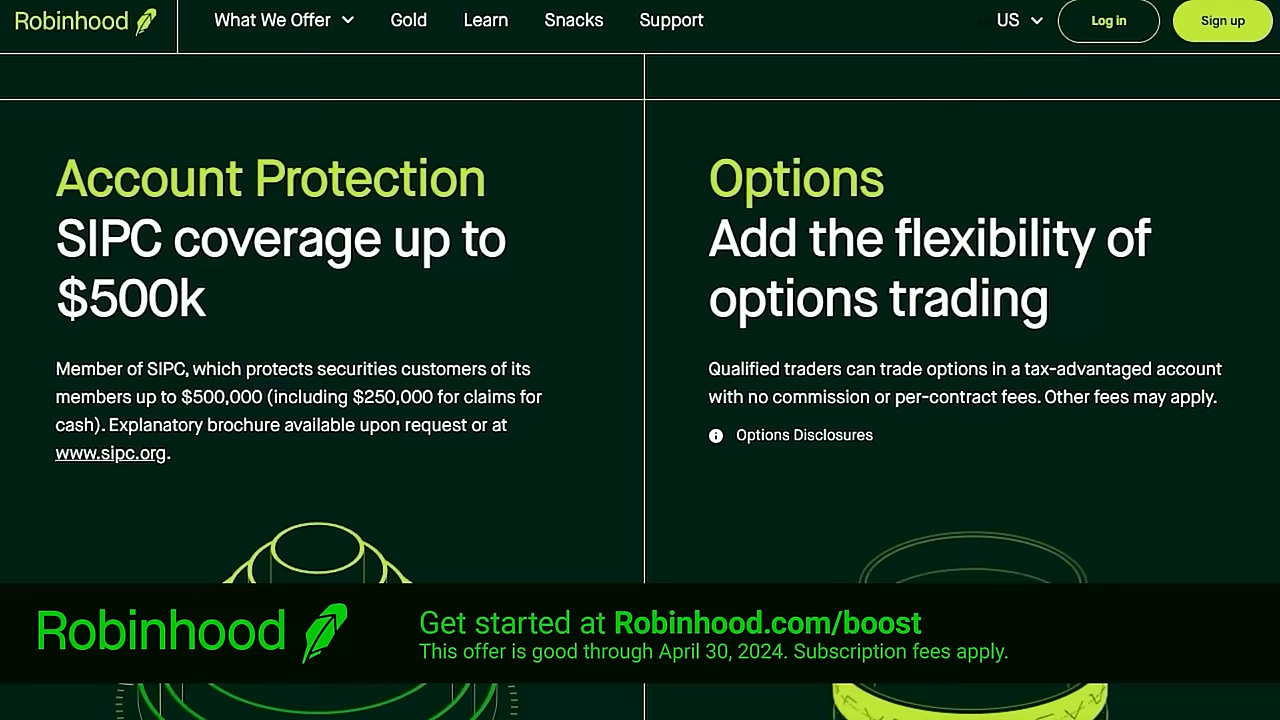 Robinhood
What We Offer
Gold
Learn
Snacks
Support
US
Log in
Sign up
Account Protection
SIPC coverage up to
$500k
Member of SIPC, which protects securities customers of its
members up to $500,000 (including $250,000 for claims for
cash). Explanatory brochure available upon request or at
www.sipc.org.
Options
Add the flexibility of
options trading
Qualified traders can trade options in a tax-advantaged account
with no commission or per-contract fees. Other fees may apply.
Options Disclosures
Robinhood
Get started at Robinhood.com/boost
This offer is good through April 30, 2024. Subscription fees apply.